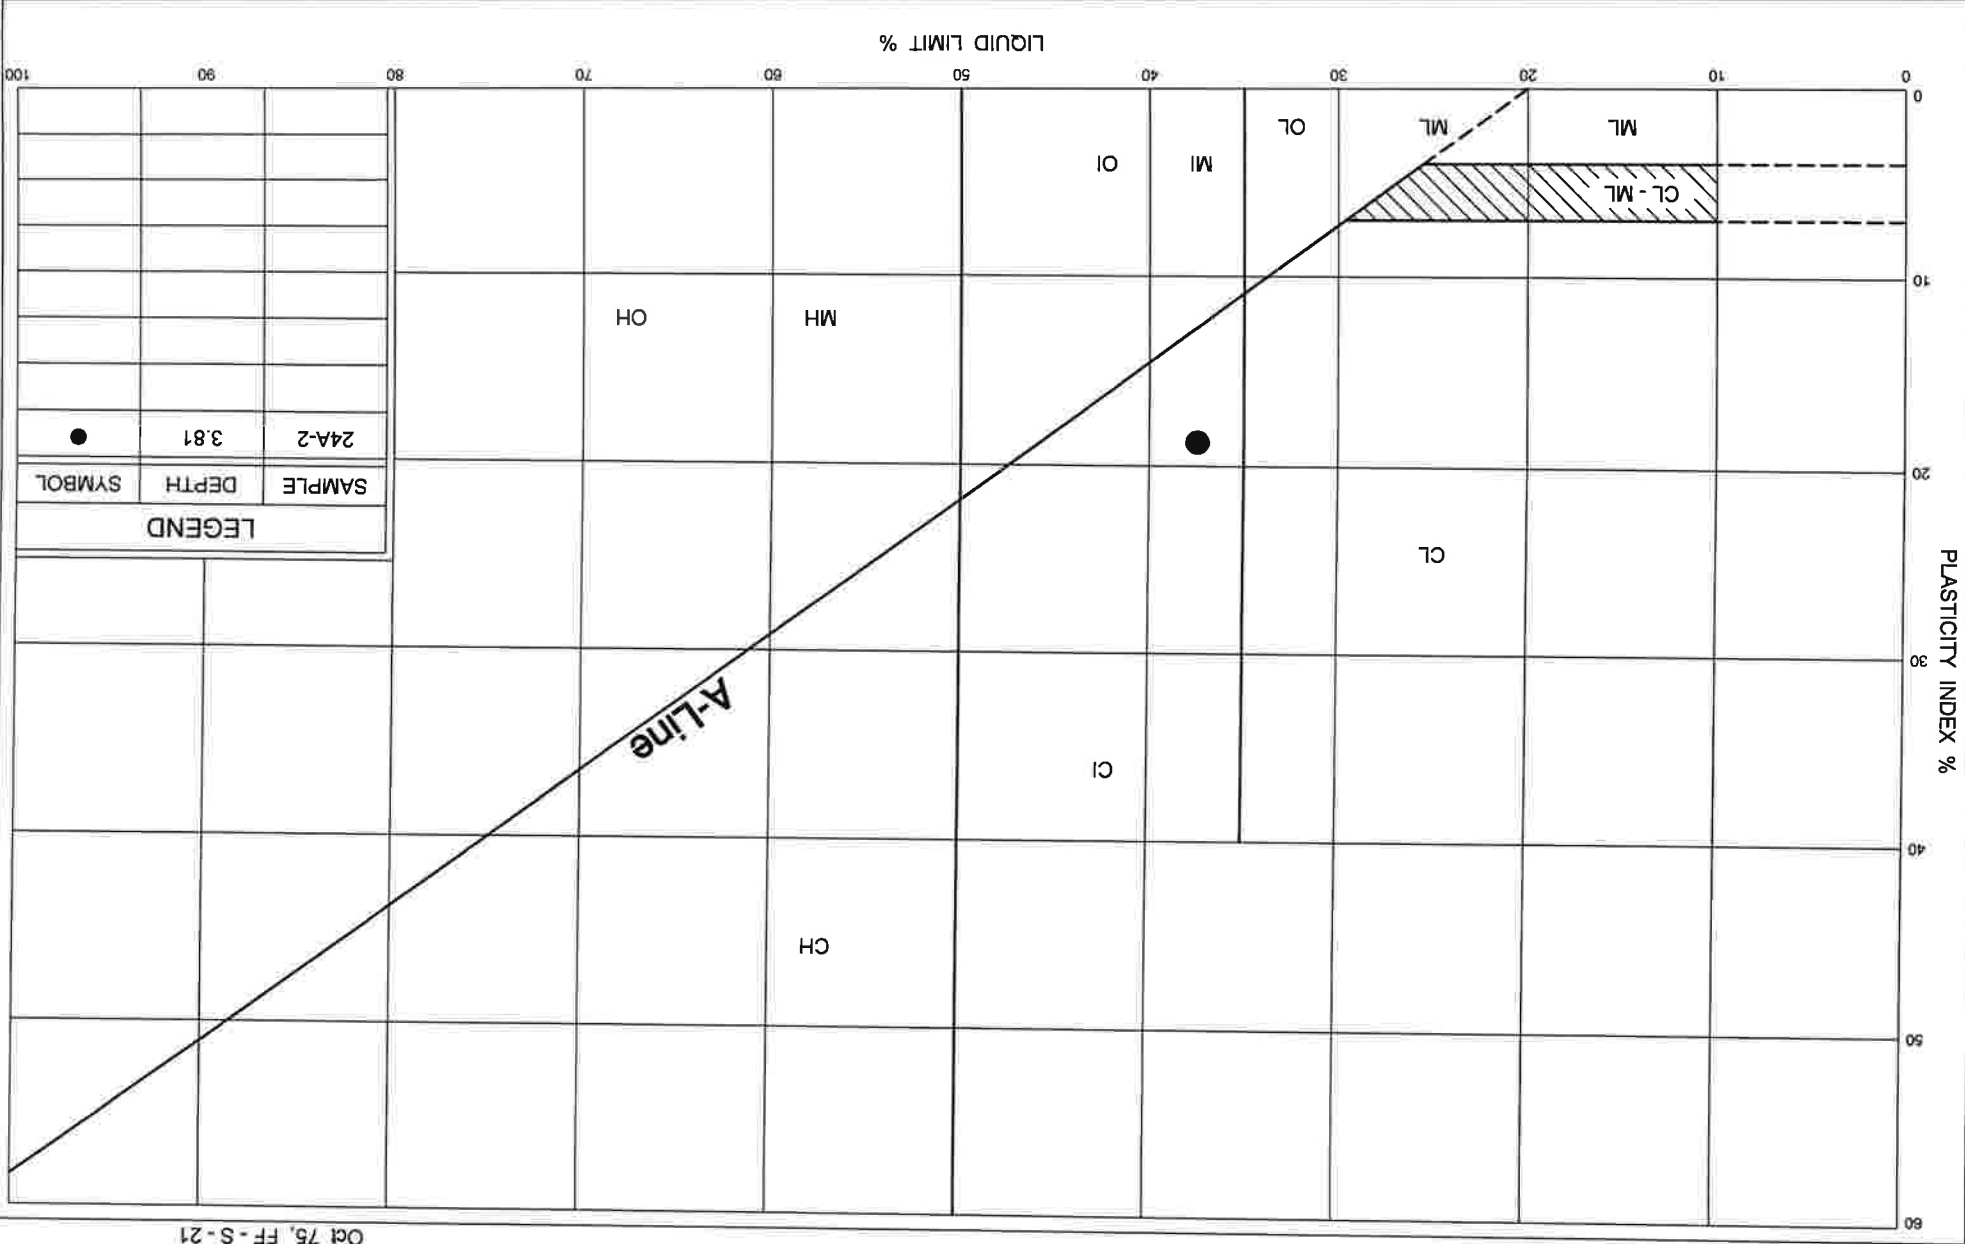 Oct 75, FF - S - 21
60
50
40
30
20
10
0
PLASTICITY INDEX %
CH
CI
A-Line
CL
LEGEND
SAMPLE DEPTH SYMBOL
24A-2 3.81
MH OH
CL - ML
ML ML OL MI OI
0 10 20 30 40 50 60 70 80 90 100
LIQUID LIMIT %